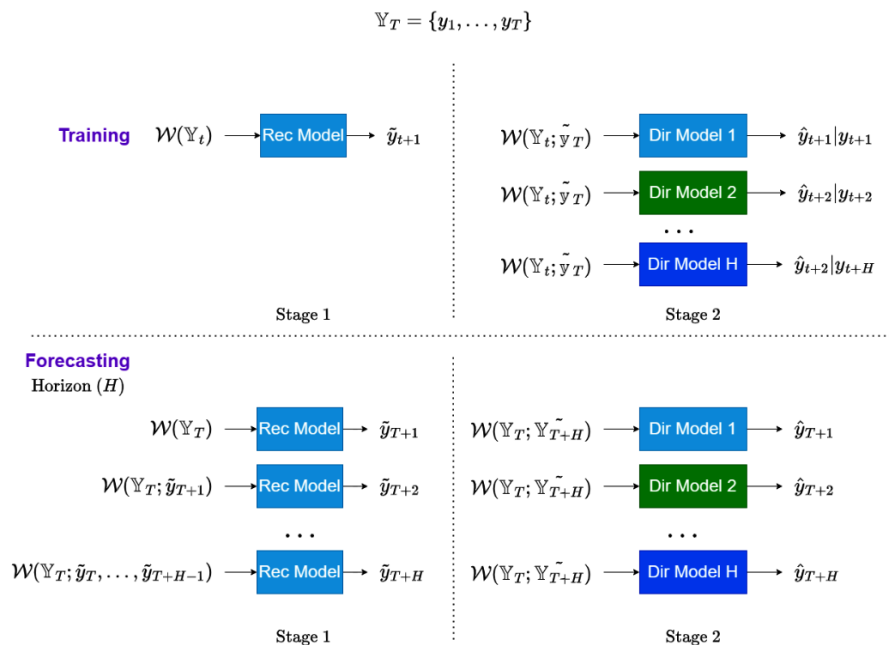 𝕐_T = {y_1, …, y_T}
Training
𝒲(𝕐_t) Rec Model ỹ_{t+1}
Stage 1
𝒲(𝕐_t; ỹ_T) Dir Model 1 ŷ_{t+1}|y_{t+1}
𝒲(𝕐_t; ỹ_T) Dir Model 2 ŷ_{t+2}|y_{t+2}
...
𝒲(𝕐_t; ỹ_T) Dir Model H ŷ_{t+2}|y_{t+H}
Stage 2
Forecasting
Horizon (H)
𝒲(𝕐_T) Rec Model ỹ_{T+1}
𝒲(𝕐_T; ỹ_{T+1}) Rec Model ỹ_{T+2}
...
𝒲(𝕐_T; ỹ_T, …, ỹ_{T+H-1}) Rec Model ỹ_{T+H}
Stage 1
𝒲(𝕐_T; 𝕐̃_{T+H}) Dir Model 1 ŷ_{T+1}
𝒲(𝕐_T; 𝕐̃_{T+H}) Dir Model 2 ŷ_{T+2}
...
𝒲(𝕐_T; 𝕐̃_{T+H}) Dir Model H ŷ_{T+H}
Stage 2